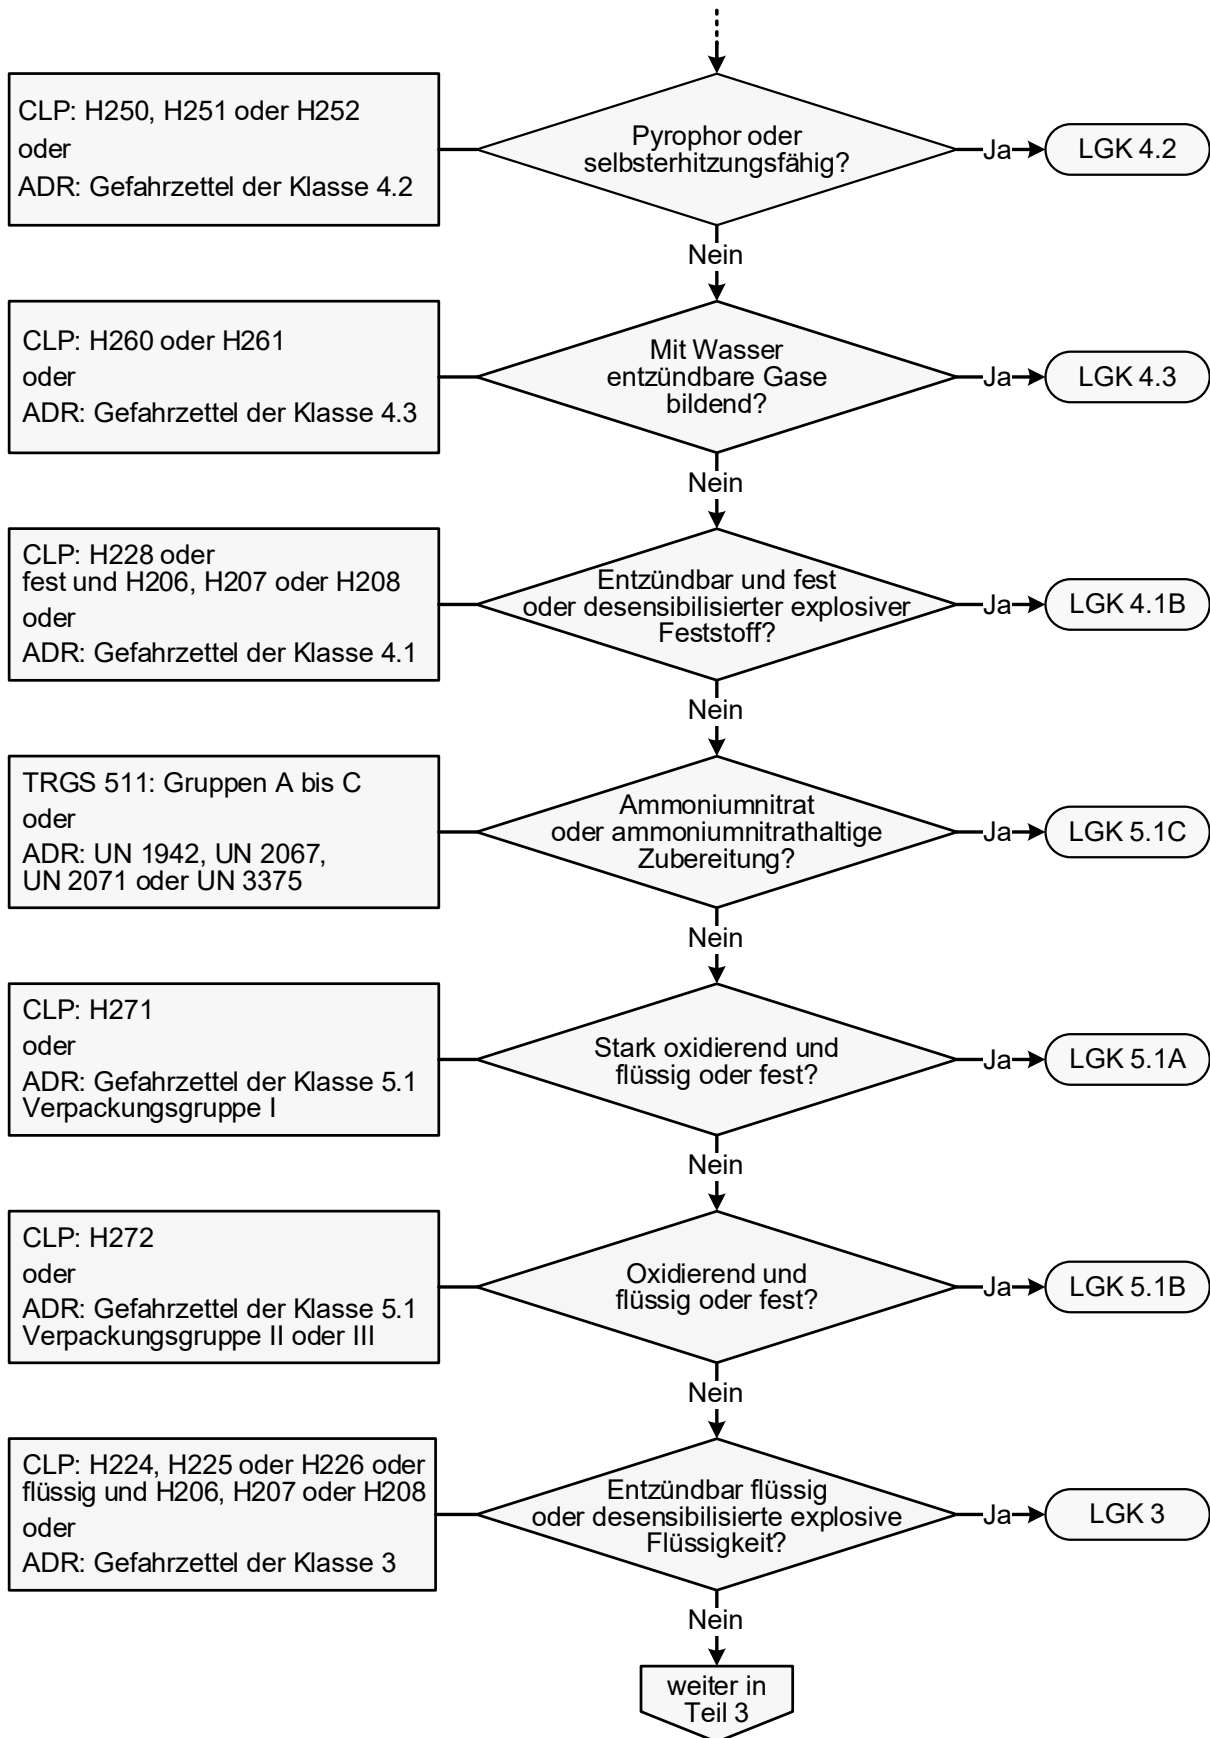 CLP: H250, H251 oder H252
oder
ADR: Gefahrzettel der Klasse 4.2
Pyrophor oder
selbsterhitzungsfähig?
Ja
LGK 4.2
Nein
CLP: H260 oder H261
oder
ADR: Gefahrzettel der Klasse 4.3
Mit Wasser
entzündbare Gase
bildend?
Ja
LGK 4.3
Nein
CLP: H228 oder
fest und H206, H207 oder H208
oder
ADR: Gefahrzettel der Klasse 4.1
Entzündbar und fest
oder desensibilisierter explosiver
Feststoff?
Ja
LGK 4.1B
Nein
TRGS 511: Gruppen A bis C
oder
ADR: UN 1942, UN 2067,
UN 2071 oder UN 3375
Ammoniumnitrat
oder ammoniumnitrathaltige
Zubereitung?
Ja
LGK 5.1C
Nein
CLP: H271
oder
ADR: Gefahrzettel der Klasse 5.1
Verpackungsgruppe I
Stark oxidierend und
flüssig oder fest?
Ja
LGK 5.1A
Nein
CLP: H272
oder
ADR: Gefahrzettel der Klasse 5.1
Verpackungsgruppe II oder III
Oxidierend und
flüssig oder fest?
Ja
LGK 5.1B
Nein
CLP: H224, H225 oder H226 oder
flüssig und H206, H207 oder H208
oder
ADR: Gefahrzettel der Klasse 3
Entzündbar flüssig
oder desensibilisierte explosive
Flüssigkeit?
Ja
LGK 3
Nein
weiter in
Teil 3